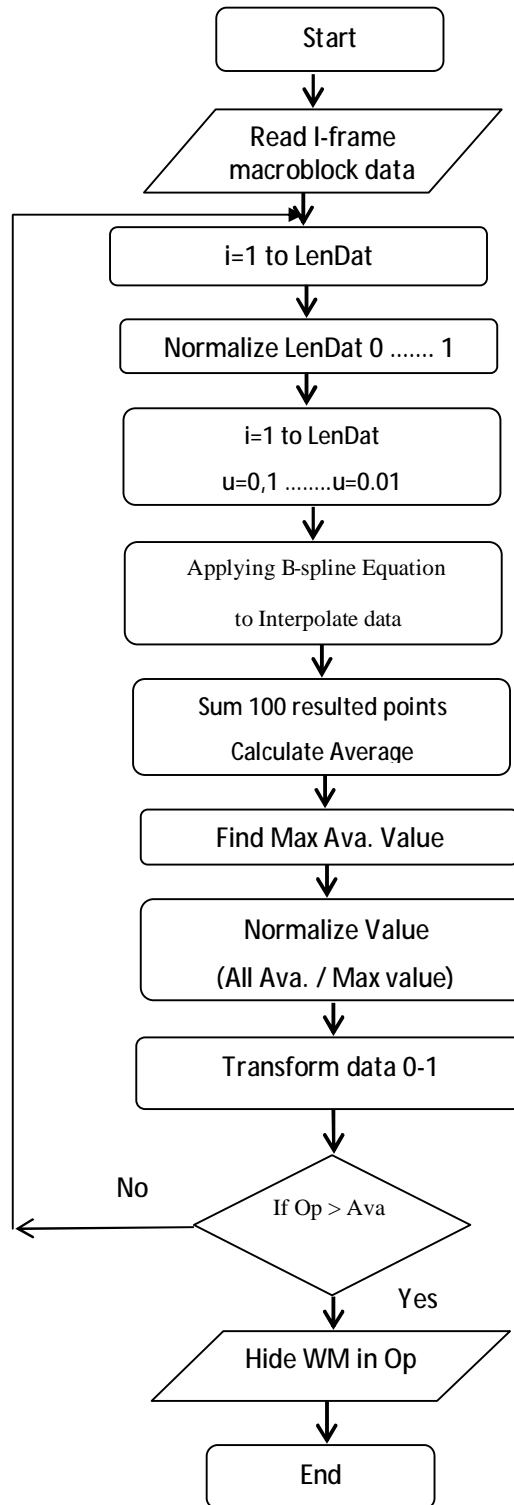 Start
Read I-frame
macroblock data
i=1 to LenDat
Normalize LenDat 0 ....... 1
i=1 to LenDat
u=0,1 ........u=0.01
Applying B-spline Equation
to Interpolate data
Sum 100 resulted points
Calculate Average
Find Max Ava. Value
Normalize Value
(All Ava. / Max value)
Transform data 0-1
No
If Op > Ava
Yes
Hide WM in Op
End